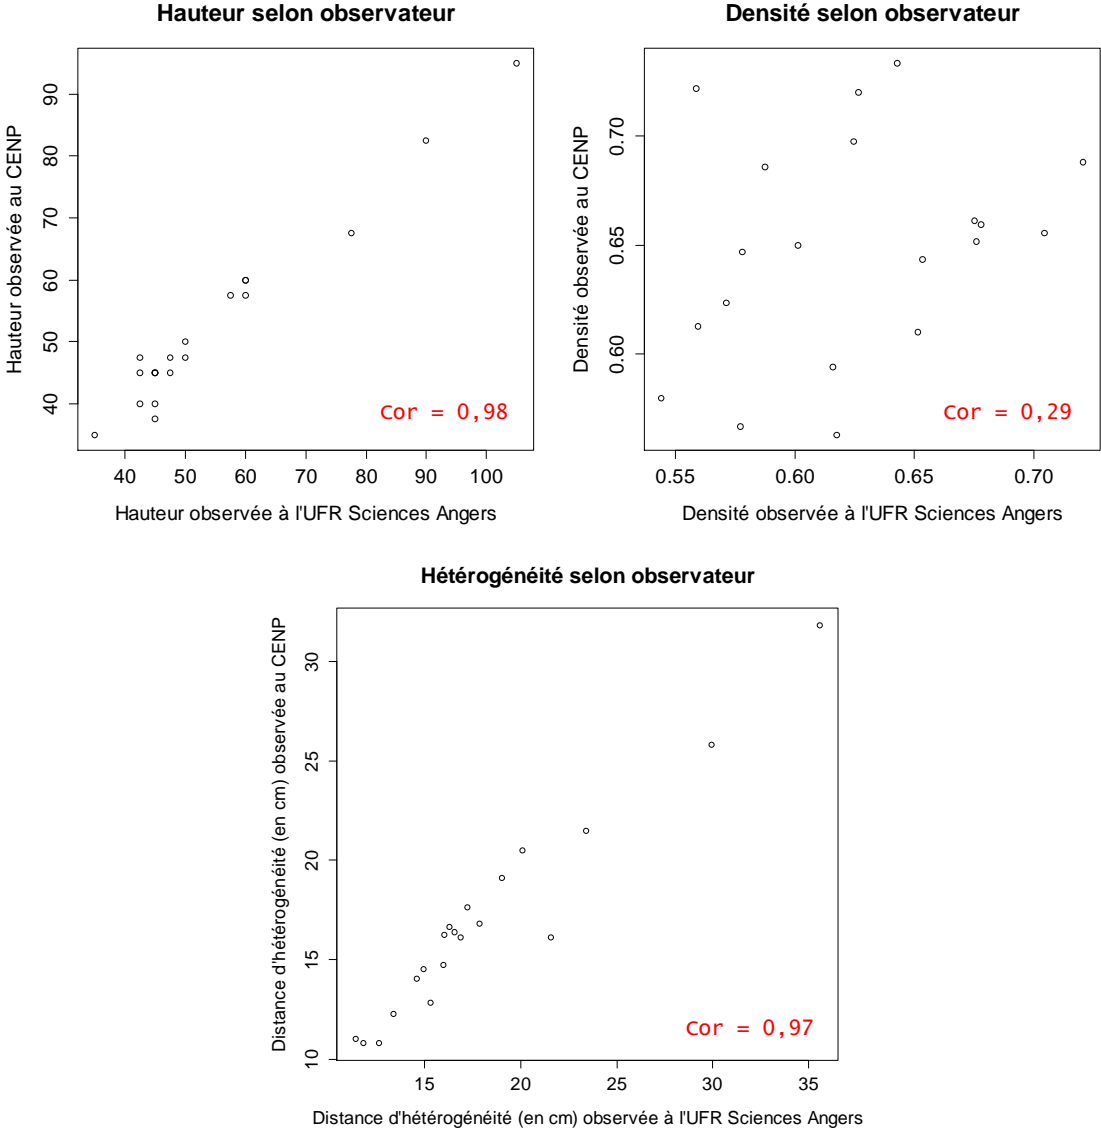 Hauteur selon observateur
Hauteur observée au CENP
90
80
70
60
50
40
Cor = 0,98
40 50 60 70 80 90 100
Hauteur observée à l'UFR Sciences Angers
Densité selon observateur
Densité observée au CENP
0.70
0.65
0.60
Cor = 0,29
0.55 0.60 0.65 0.70
Densité observée à l'UFR Sciences Angers
Hétérogénéité selon observateur
Distance d'hétérogénéité (en cm) observée au CENP
30
25
20
15
10
Cor = 0,97
15 20 25 30 35
Distance d'hétérogénéité (en cm) observée à l'UFR Sciences Angers